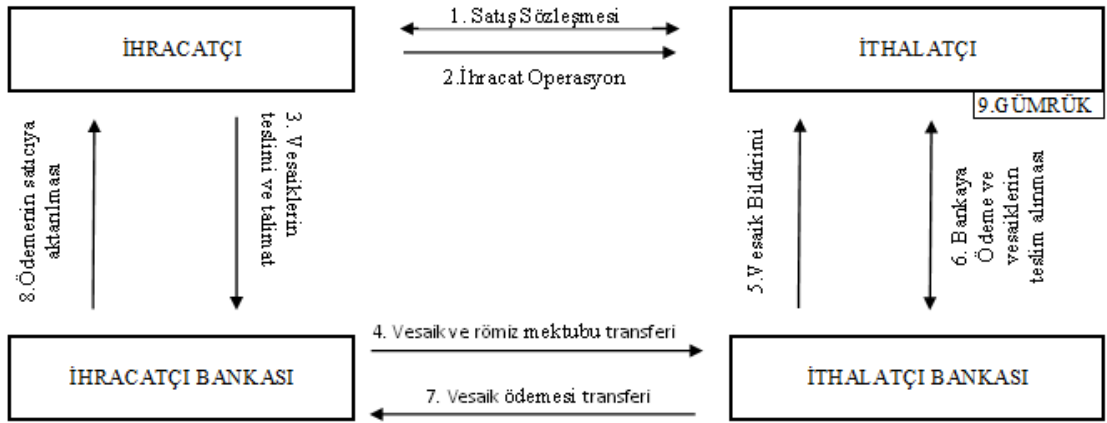 1. Satış Sözleşmesi
İHRACATÇI
İTHALATÇI
2.İhracat Operasyon
9.GÜMRÜK
8.Ödemenin satıcıya
aktarılması
3. Vesaiklerin
teslimi ve talimat
5.Vesaik Bildirimi
6. Bankaya
Ödeme ve
vesaiklerin
teslim alınması
4. Vesaik ve römiz mektubu transferi
İHRACATÇI BANKASI
İTHALATÇI BANKASI
7. Vesaik ödemesi transferi